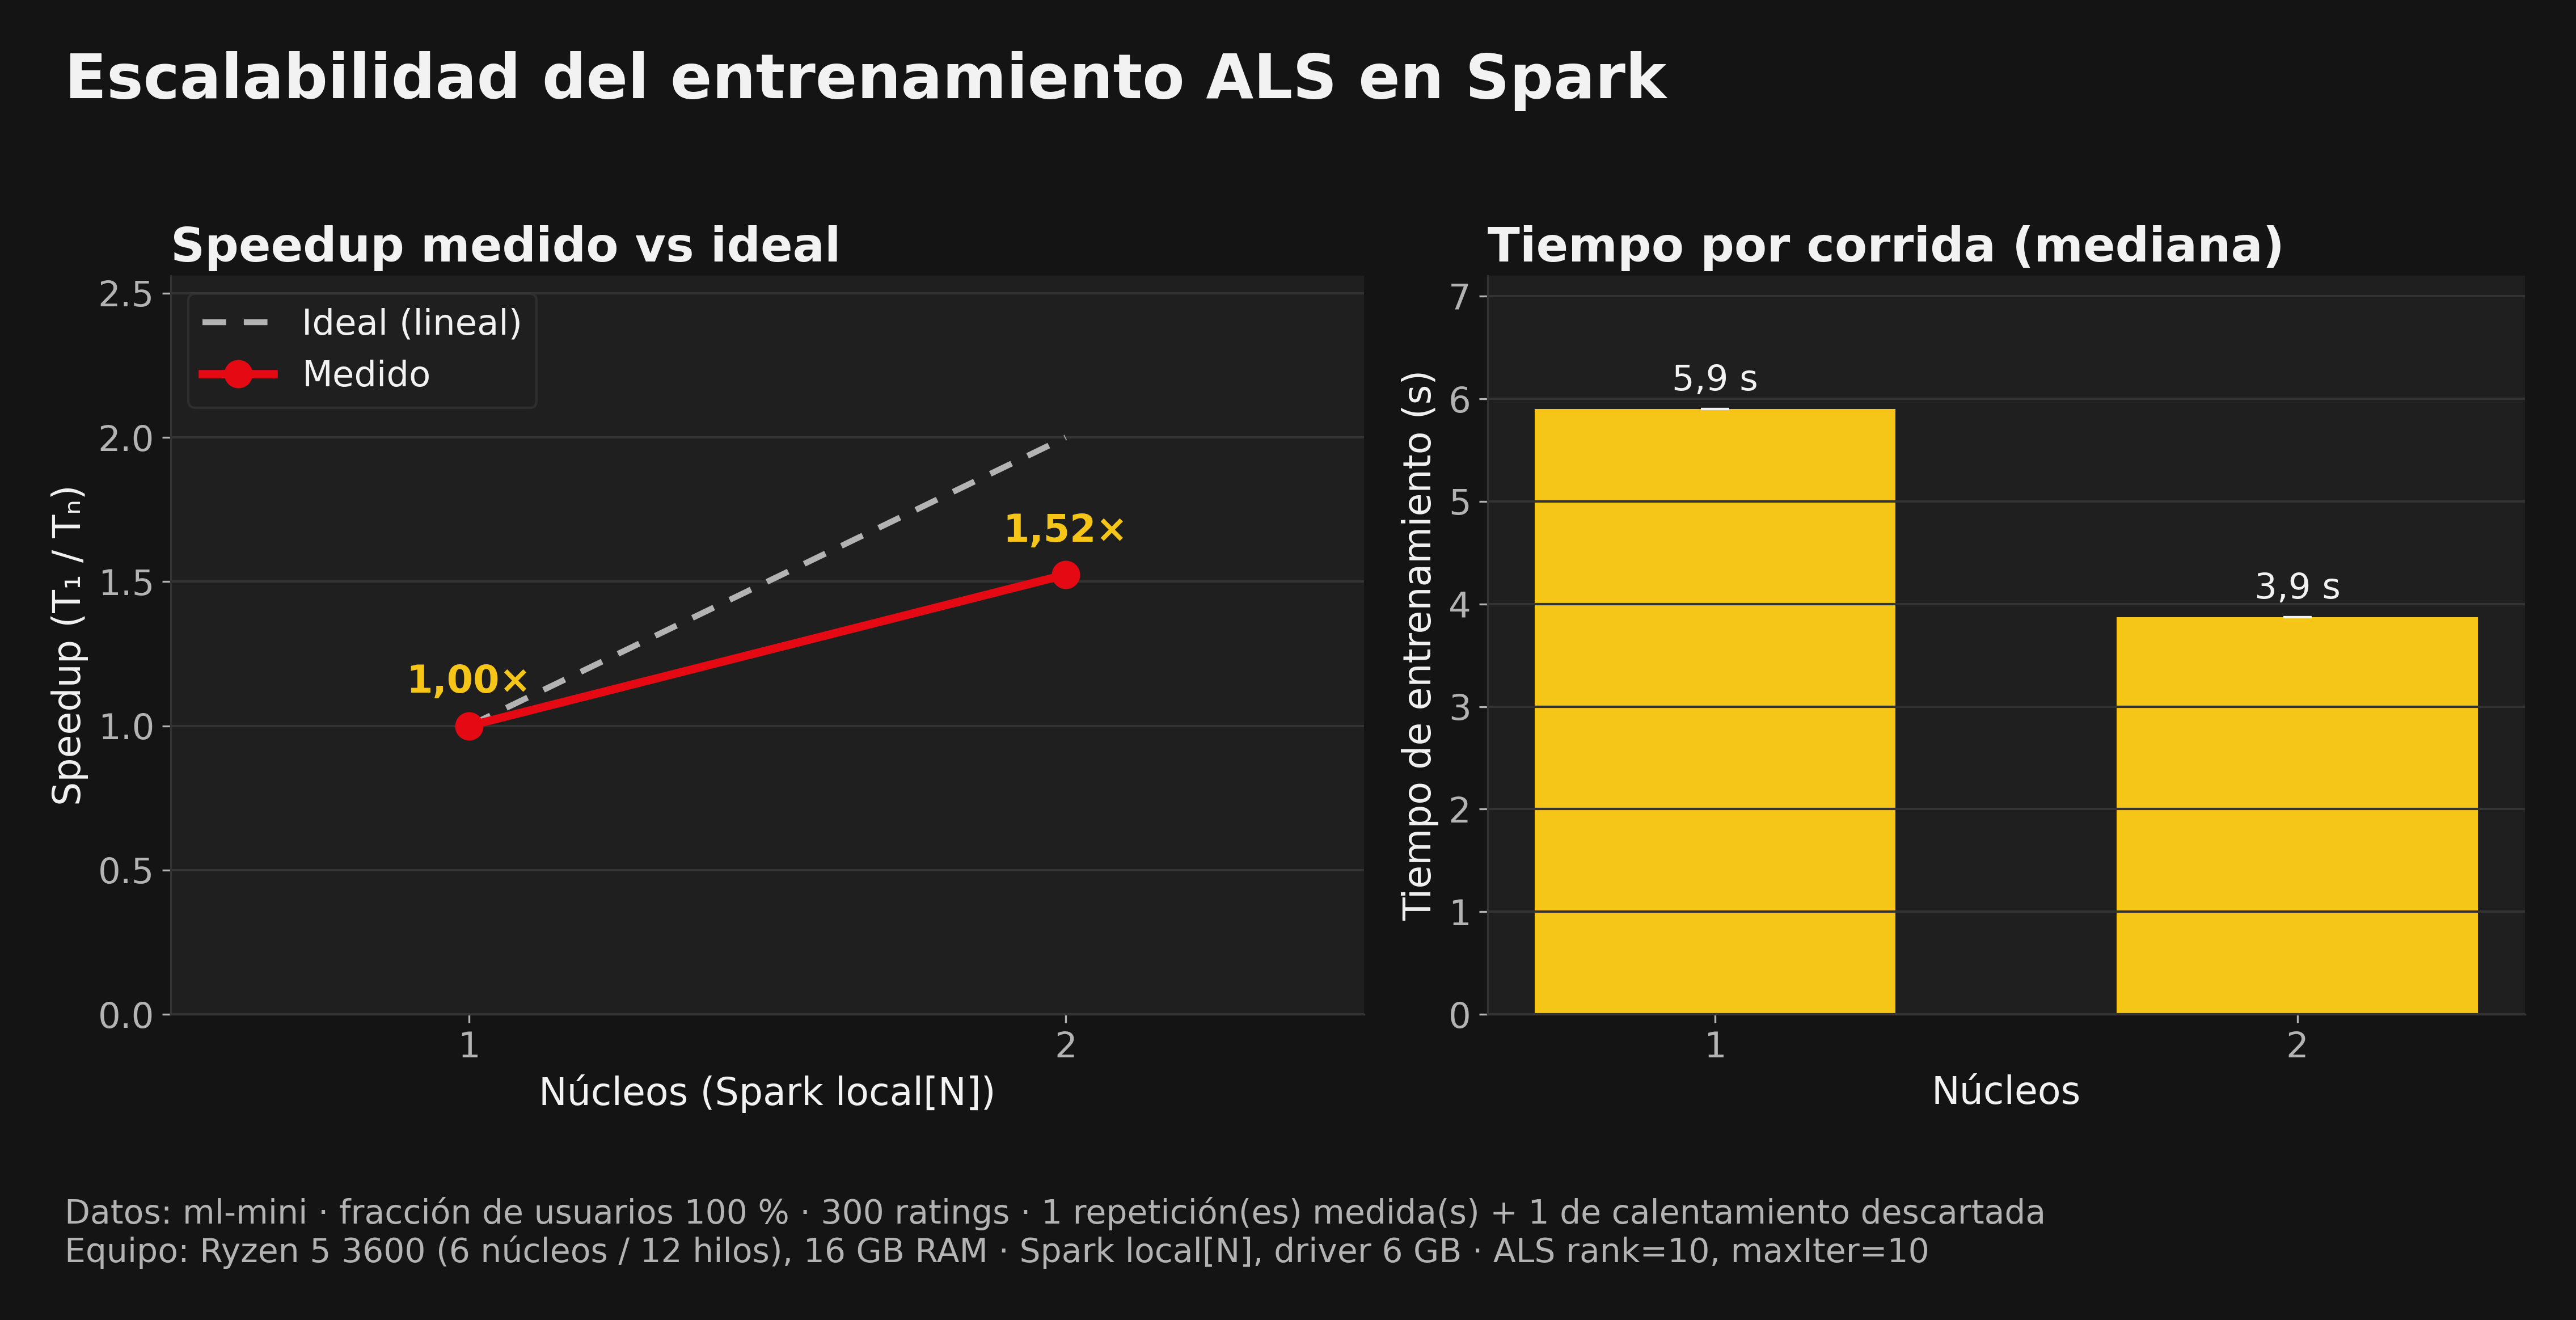 Escalabilidad del entrenamiento ALS en Spark
Speedup medido vs ideal
Speedup (T₁ / Tₙ)
2.5
2.0
1.5
1.0
0.5
0.0
Ideal (lineal)
Medido
1,00×
1,52×
1
2
Núcleos (Spark local[N])
Tiempo por corrida (mediana)
Tiempo de entrenamiento (s)
7
6
5
4
3
2
1
0
5,9 s
3,9 s
1
2
Núcleos
Datos: ml-mini · fracción de usuarios 100 % · 300 ratings · 1 repetición(es) medida(s) + 1 de calentamiento descartada
Equipo: Ryzen 5 3600 (6 núcleos / 12 hilos), 16 GB RAM · Spark local[N], driver 6 GB · ALS rank=10, maxIter=10